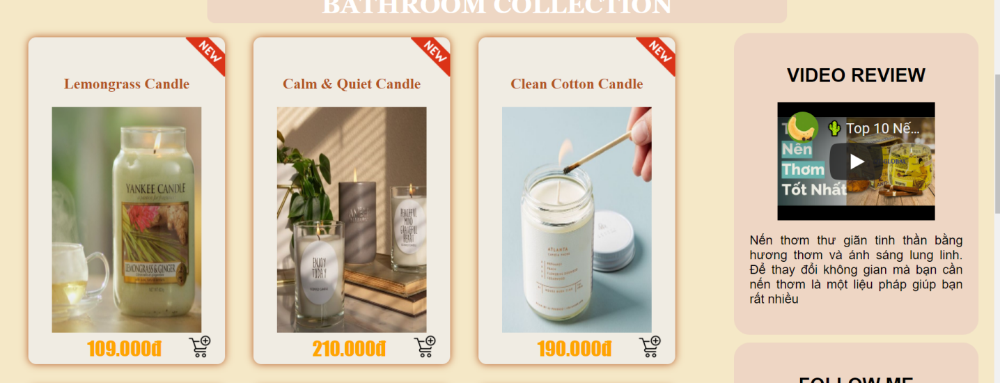 BATHROOM COLLECTION
NEW
Lemongrass Candle
YANKEE CANDLE
LEMONGRASS & GINGER
109.000đ
NEW
Calm & Quiet Candle
PEACEFUL
MIND
GRATEFUL
HEART
ENJOY
TODAY
210.000đ
NEW
Clean Cotton Candle
ATLANTA
190.000đ
VIDEO REVIEW
🌵 Top 10 Nế...
Nến
Thơm
Tốt Nhất
GLOBAL
Nến thơm thư giãn tinh thần bằng
hương thơm và ánh sáng lung linh.
Để thay đổi không gian mà bạn cần
nến thơm là một liệu pháp giúp bạn
rất nhiều
FOLLOW ME